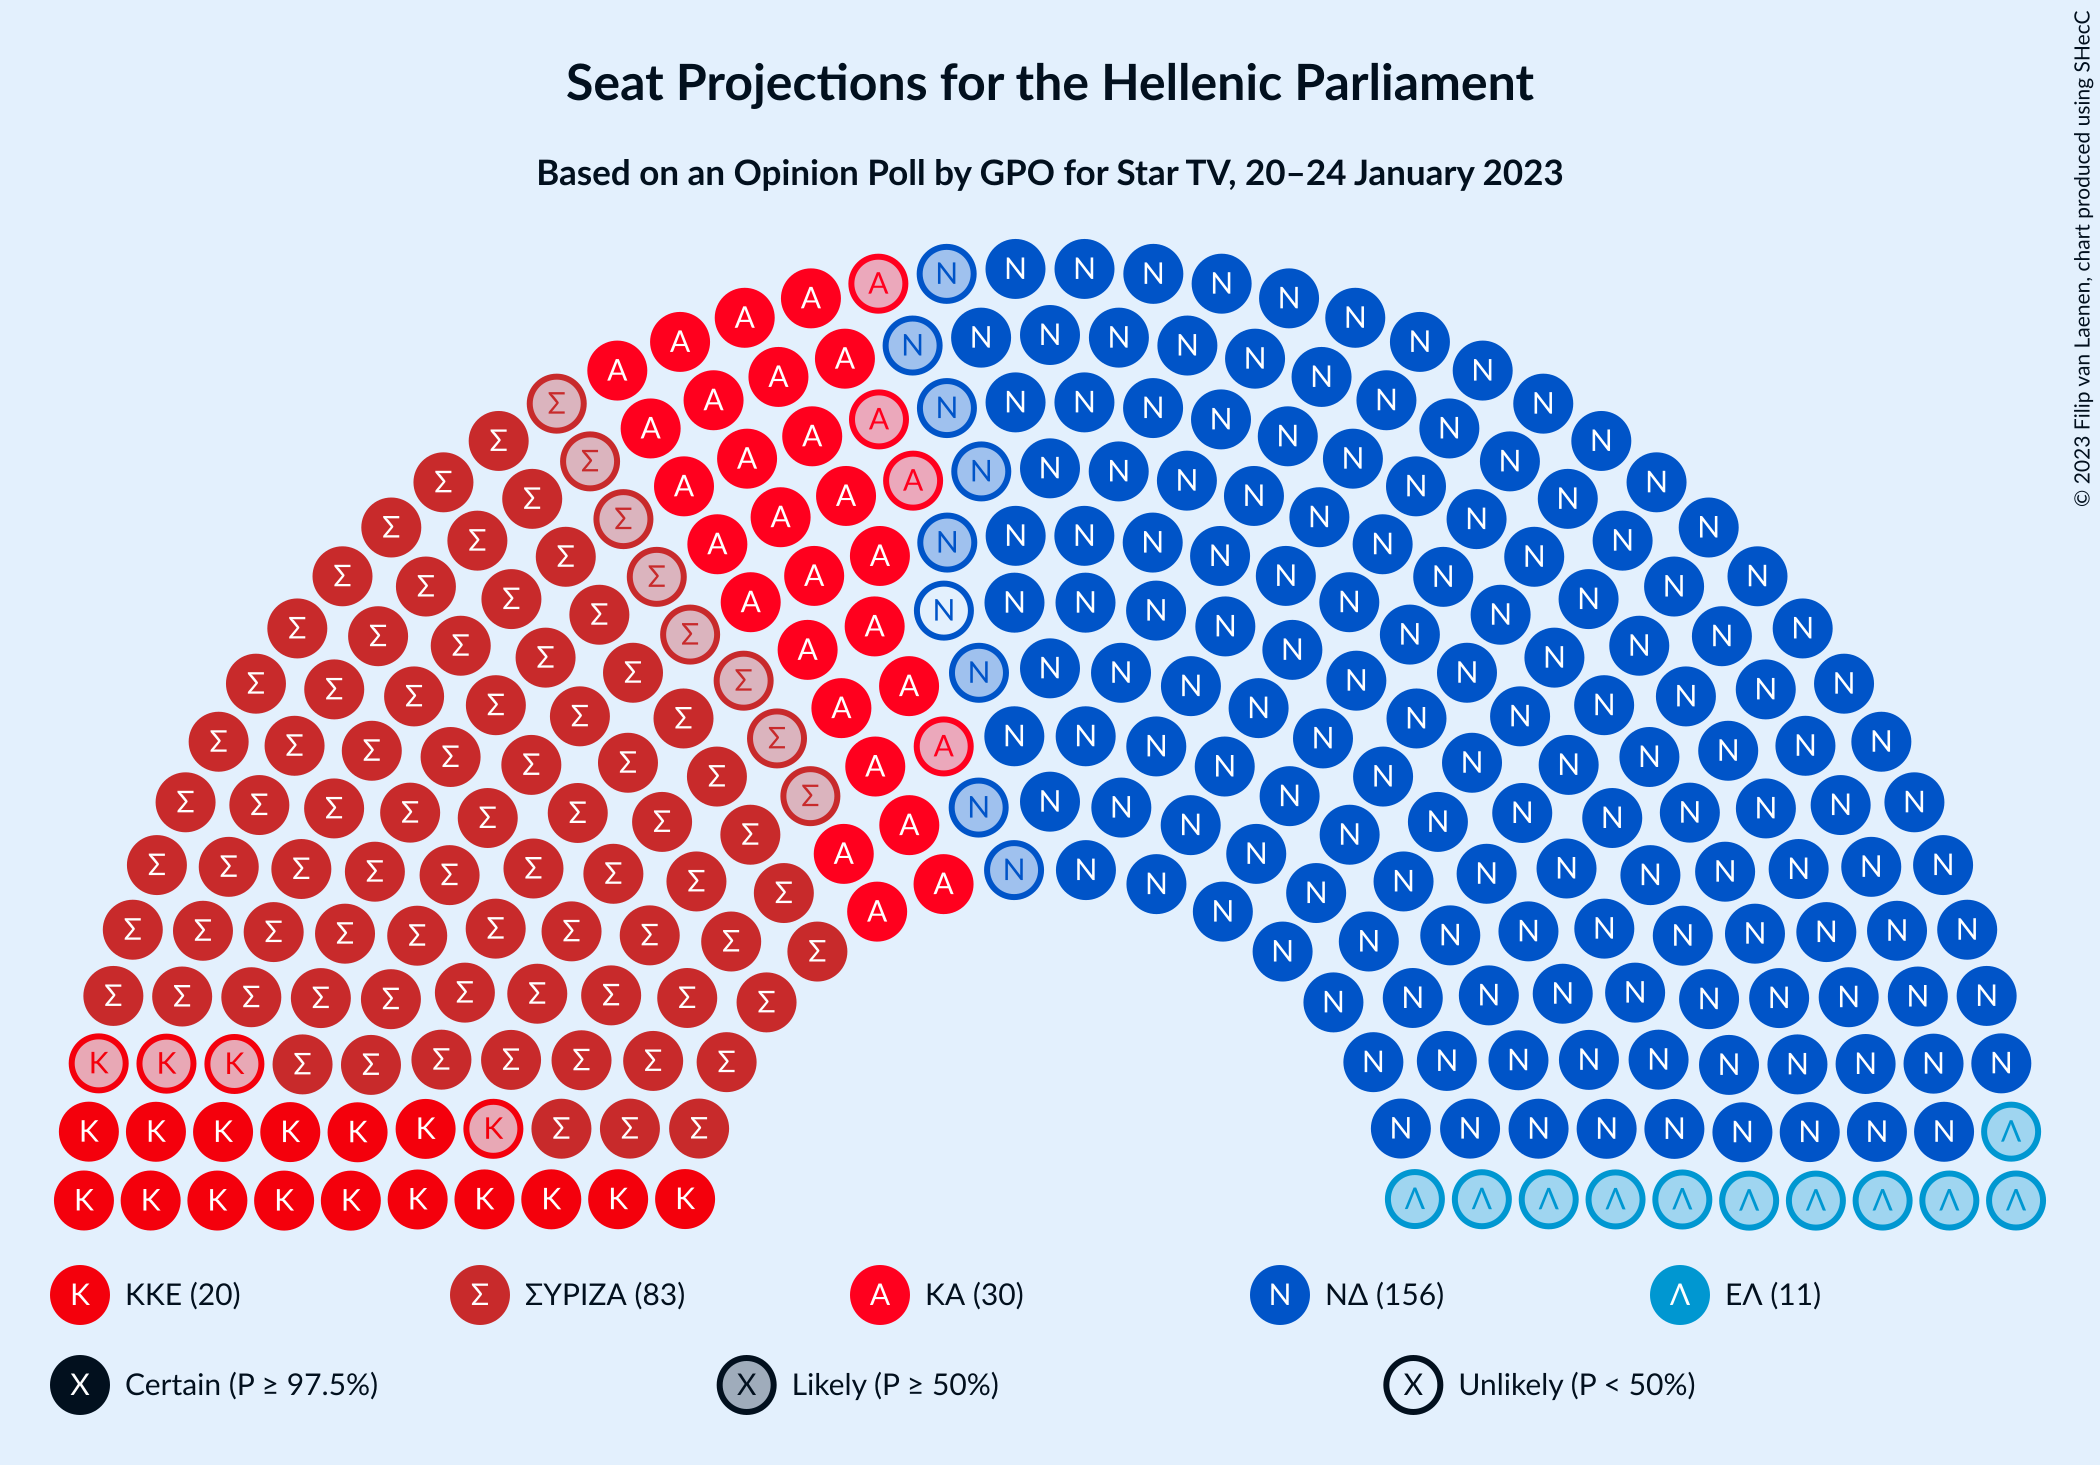 Seat Projections for the Hellenic Parliament
Based on an Opinion Poll by GPO for Star TV, 20–24 January 2023
© 2023 Filip van Laenen, chart produced using SHecC
Κ ΚΚΕ (20) Σ ΣΥΡΙΖΑ (83) Α ΚΑ (30) Ν ΝΔ (156) Λ ΕΛ (11)
X Certain (P ≥ 97.5%) X Likely (P ≥ 50%) X Unlikely (P < 50%)